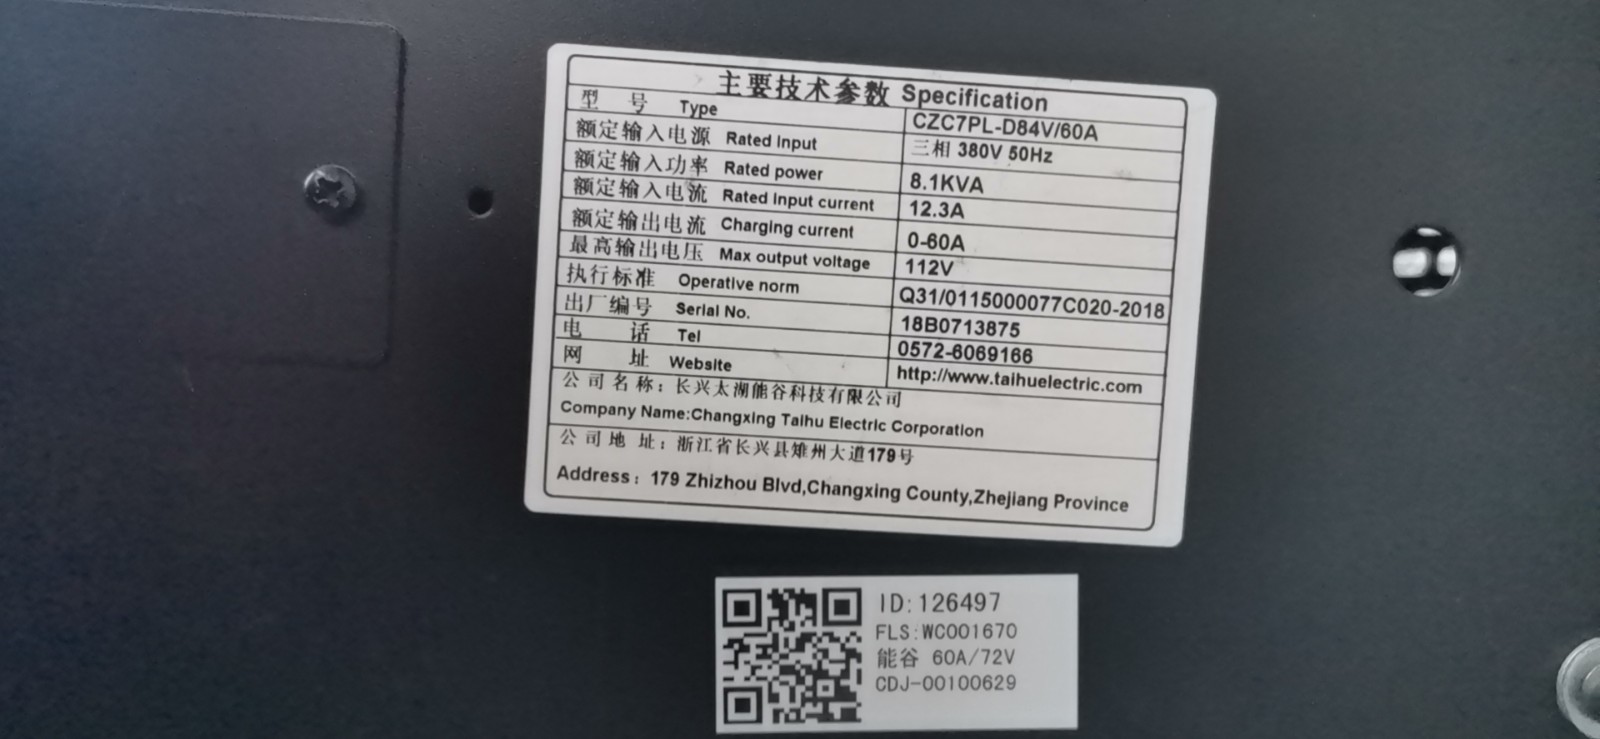 主要技术参数 Specification
型 号 Type CZC7PL-D84V/60A
额定输入电源 Rated Input 三相 380V 50Hz
额定输入功率 Rated power 8.1KVA
额定输入电流 Rated Input current 12.3A
额定输出电流 Charging current 0-60A
最高输出电压 Max output voltage 112V
执行标准 Operative norm Q31/0115000077C020-2018
出厂编号 Serial No. 18B0713875
电 话 Tel 0572-6069166
网 址 Website http://www.taihuelectric.com
公 司 名 称：长兴太湖能谷科技有限公司
Company Name:Changxing Taihu Electric Corporation
公 司 地 址：浙江省长兴县雉州大道179号
Address：179 Zhizhou Blvd,Changxing County,Zhejiang Province
ID:126497
FLS:WC001670
能谷 60A/72V
CDJ-00100629